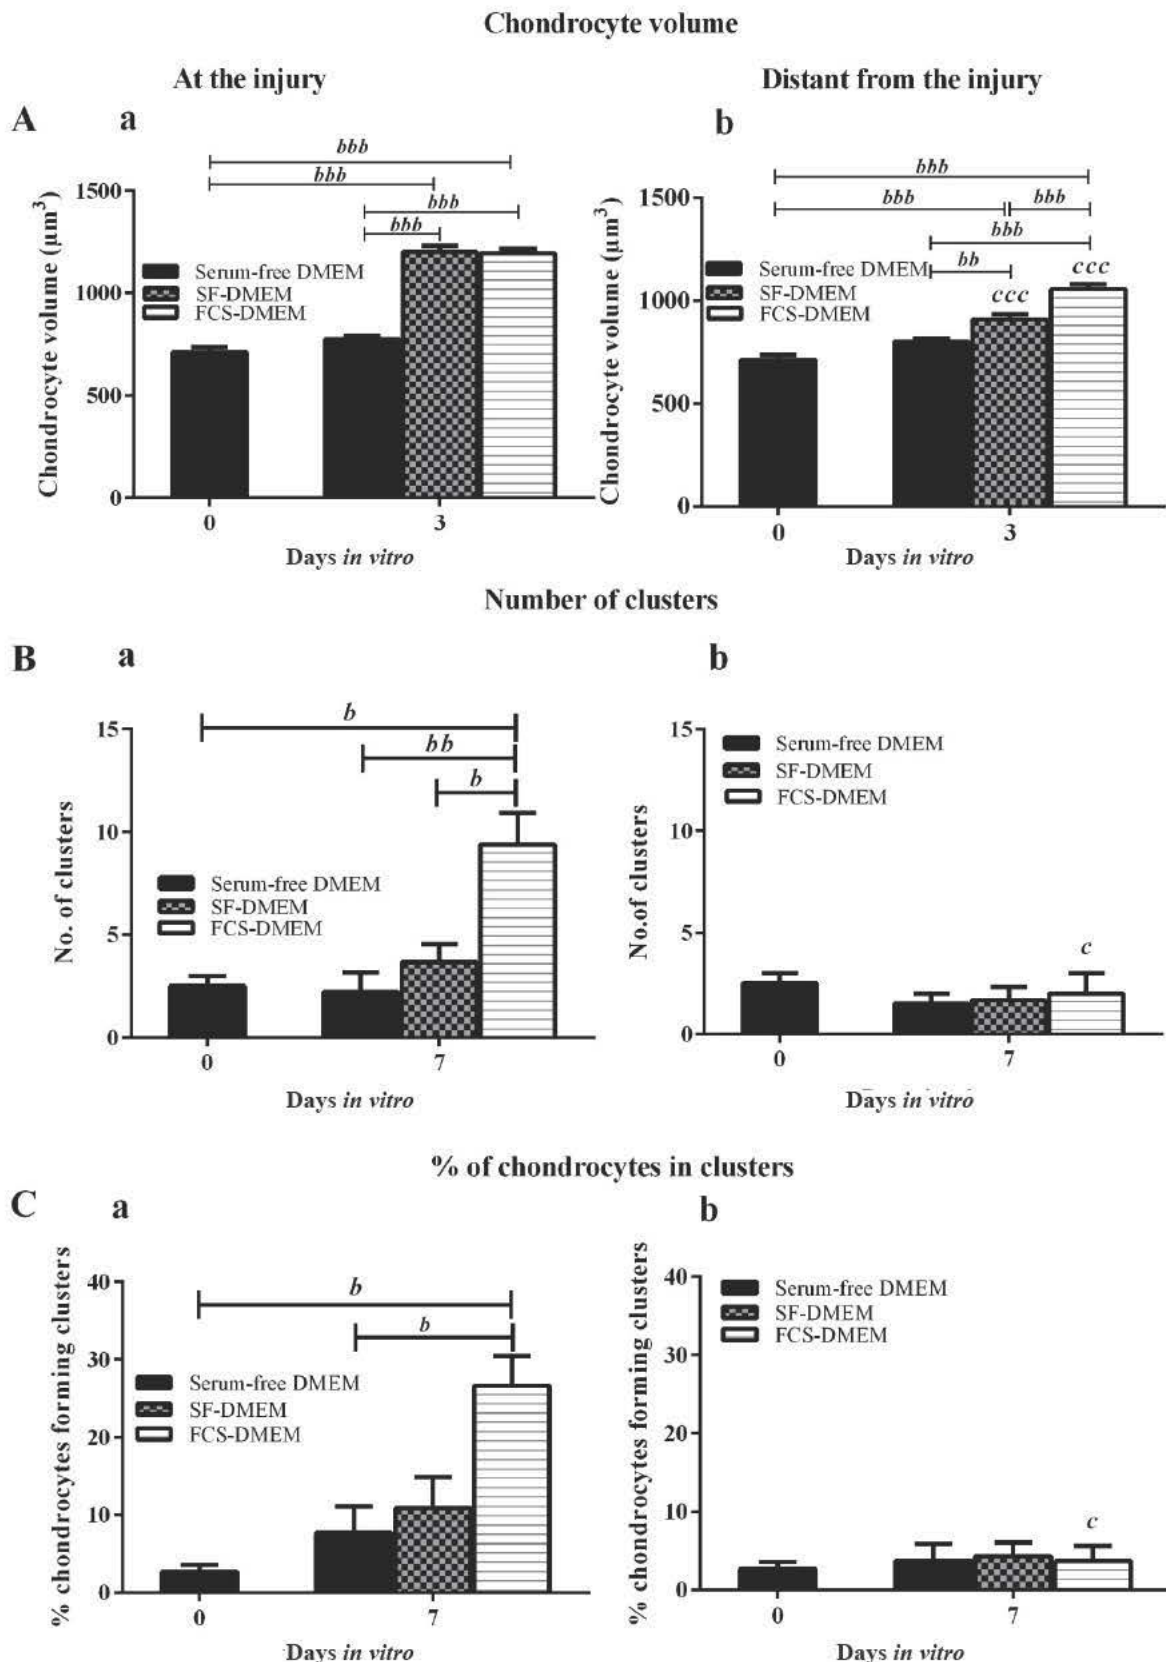 Chondrocyte volume
At the injury
Distant from the injury
A
a
b
bbb
bbb
bbb
bbb
Chondrocyte volume (μm³)
1500
1000
500
0
Serum-free DMEM
SF-DMEM
FCS-DMEM
0
3
Days in vitro
bbb
bbb
bbb
bbb
bb
ccc
ccc
Chondrocyte volume (μm³)
1500
1000
500
0
Serum-free DMEM
SF-DMEM
FCS-DMEM
0
3
Days in vitro
Number of clusters
B
a
b
b
bb
b
No. of clusters
15
10
5
0
Serum-free DMEM
SF-DMEM
FCS-DMEM
0
7
Days in vitro
No.of clusters
15
10
5
0
Serum-free DMEM
SF-DMEM
FCS-DMEM
c
0
7
Days in vitro
% of chondrocytes in clusters
C
a
b
b
b
% chondrocytes forming clusters
40
30
20
10
0
Serum-free DMEM
SF-DMEM
FCS-DMEM
0
7
Days in vitro
% chondrocytes forming clusters
40
30
20
10
0
Serum-free DMEM
SF-DMEM
FCS-DMEM
c
0
7
Days in vitro